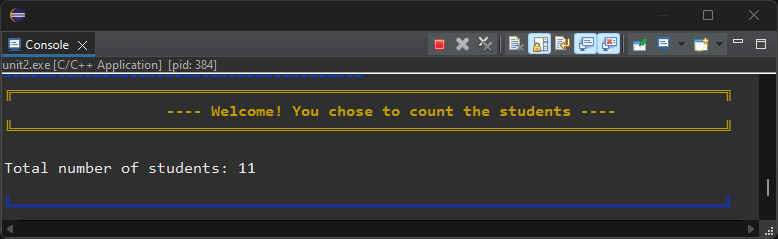 Console
unit2.exe [C/C++ Application] [pid: 384]
---- Welcome! You chose to count the students ----
Total number of students: 11